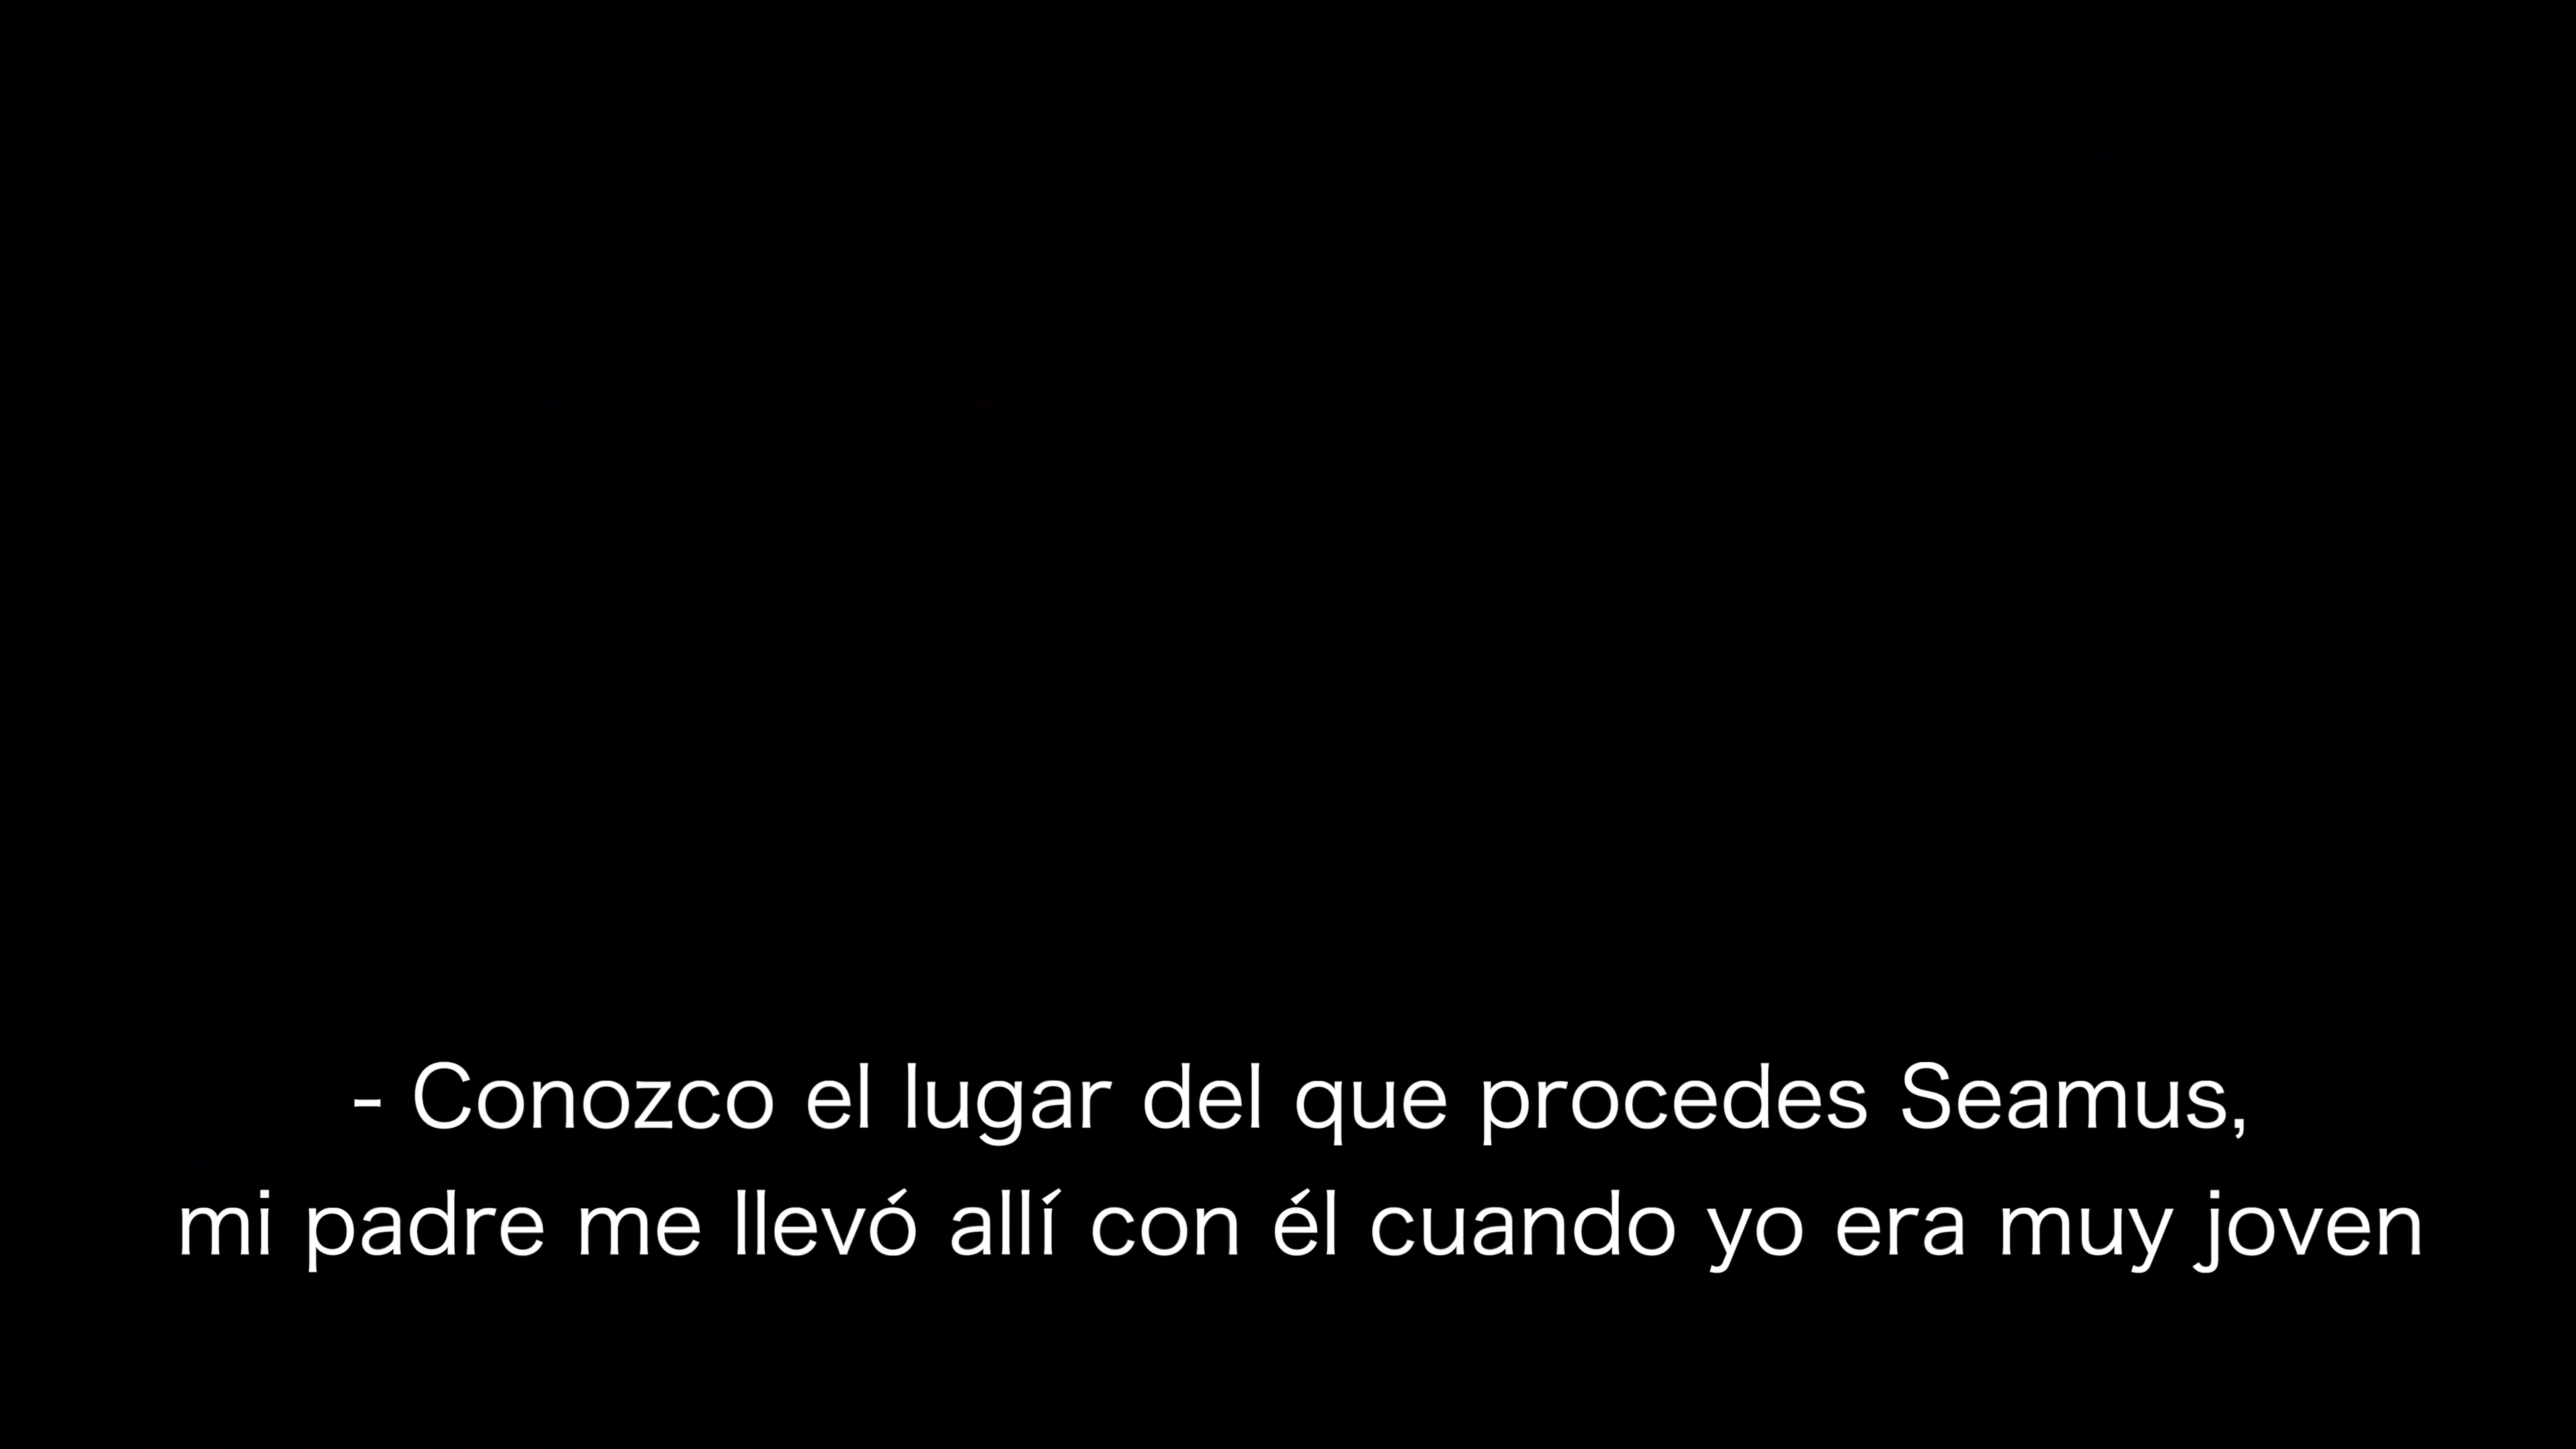 - Conozco el lugar del que procedes Seamus,
mi padre me llevó allí con él cuando yo era muy joven